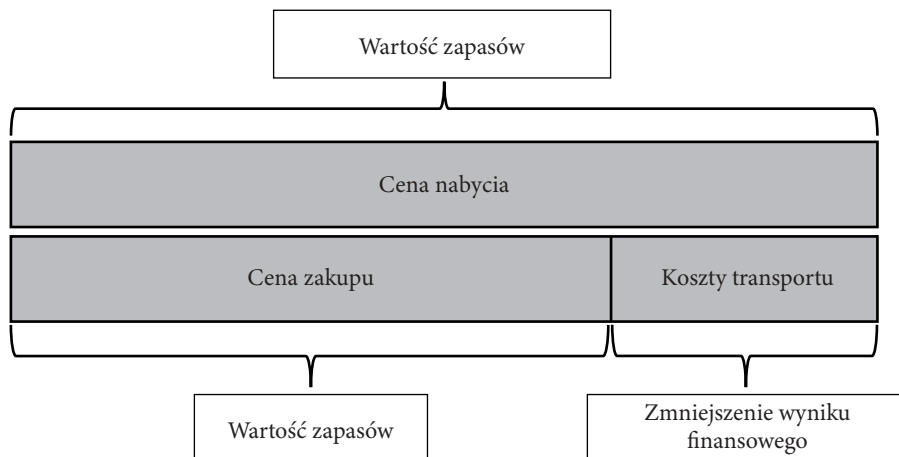 Wartość zapasów
Cena nabycia
Cena zakupu
Koszty transportu
Wartość zapasów
Zmniejszenie wyniku
finansowego